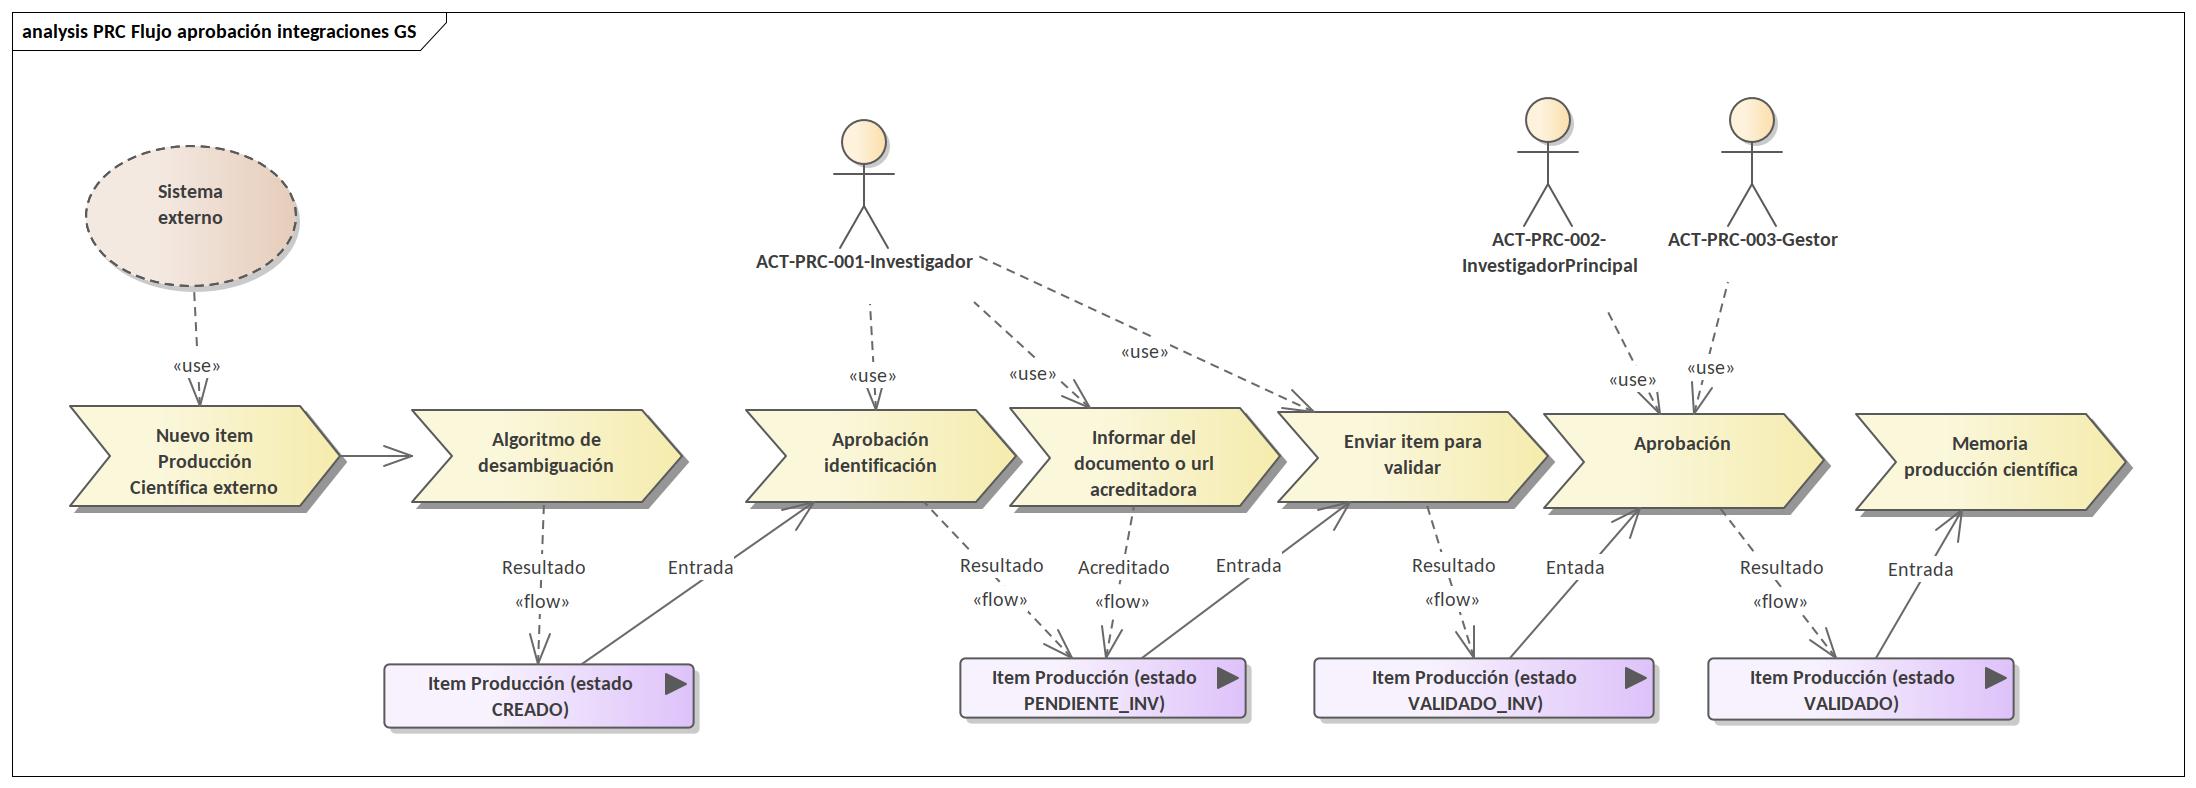 analysis PRC Flujo aprobación integraciones GS
Sistema
externo
ACT-PRC-001-Investigador
ACT-PRC-002-
InvestigadorPrincipal
ACT-PRC-003-Gestor
«use»
«use»
«use»
«use»
«use»
«use»
Nuevo item
Producción
Científica externo
Algoritmo de
desambiguación
Aprobación
identificación
Informar del
documento o url
acreditadora
Enviar item para
validar
Aprobación
Memoria
producción científica
Resultado
«flow»
Entrada
Resultado
«flow»
Acreditado
«flow»
Entrada
Resultado
«flow»
Entada
Resultado
«flow»
Entrada
Item Producción (estado
CREADO)
Item Producción (estado
PENDIENTE_INV)
Item Producción (estado
VALIDADO_INV)
Item Producción (estado
VALIDADO)